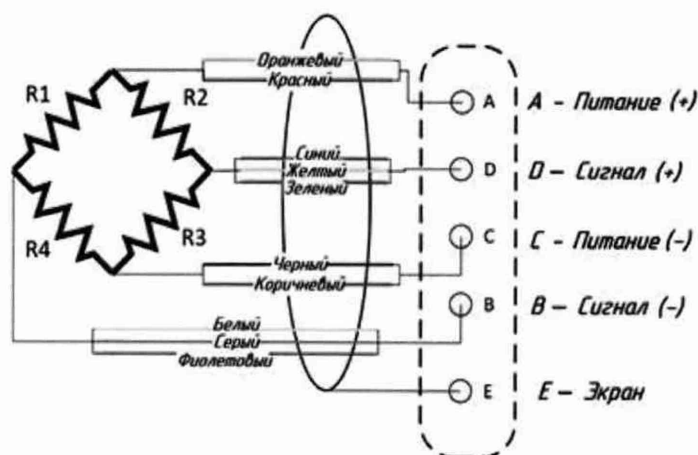 Оранжевый
Красный
R1
R2
A
A – Питание (+)
Синий
Желтый
Зеленый
D
D – Сигнал (+)
R4
R3
C
C – Питание (-)
Черный
Коричневый
B
B – Сигнал (-)
Белый
Серый
Фиолетовый
E
E – Экран